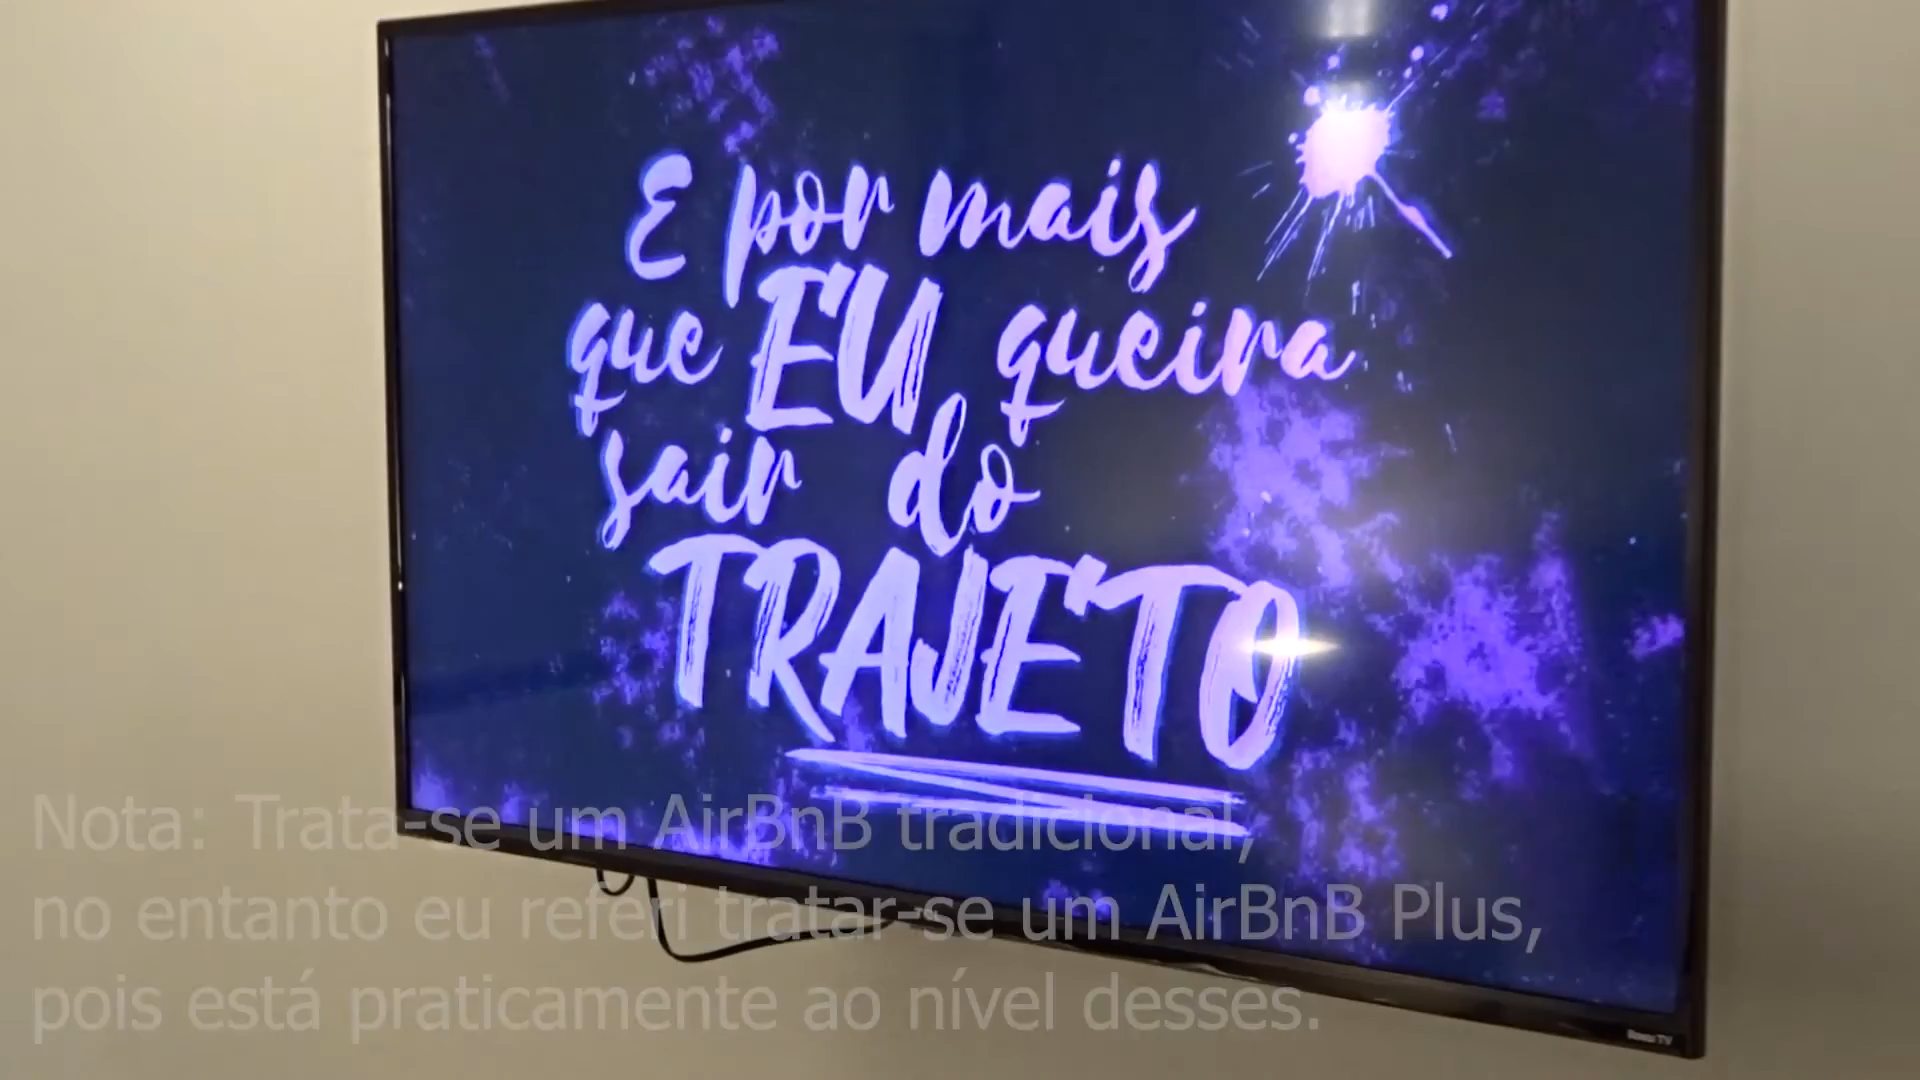 E por mais
que EU queira
sair do
TRAJETO
Nota: Trata-se um AirBnB tradicional,
no entanto eu referi tratar-se um AirBnB Plus,
pois está praticamente ao nível desses.